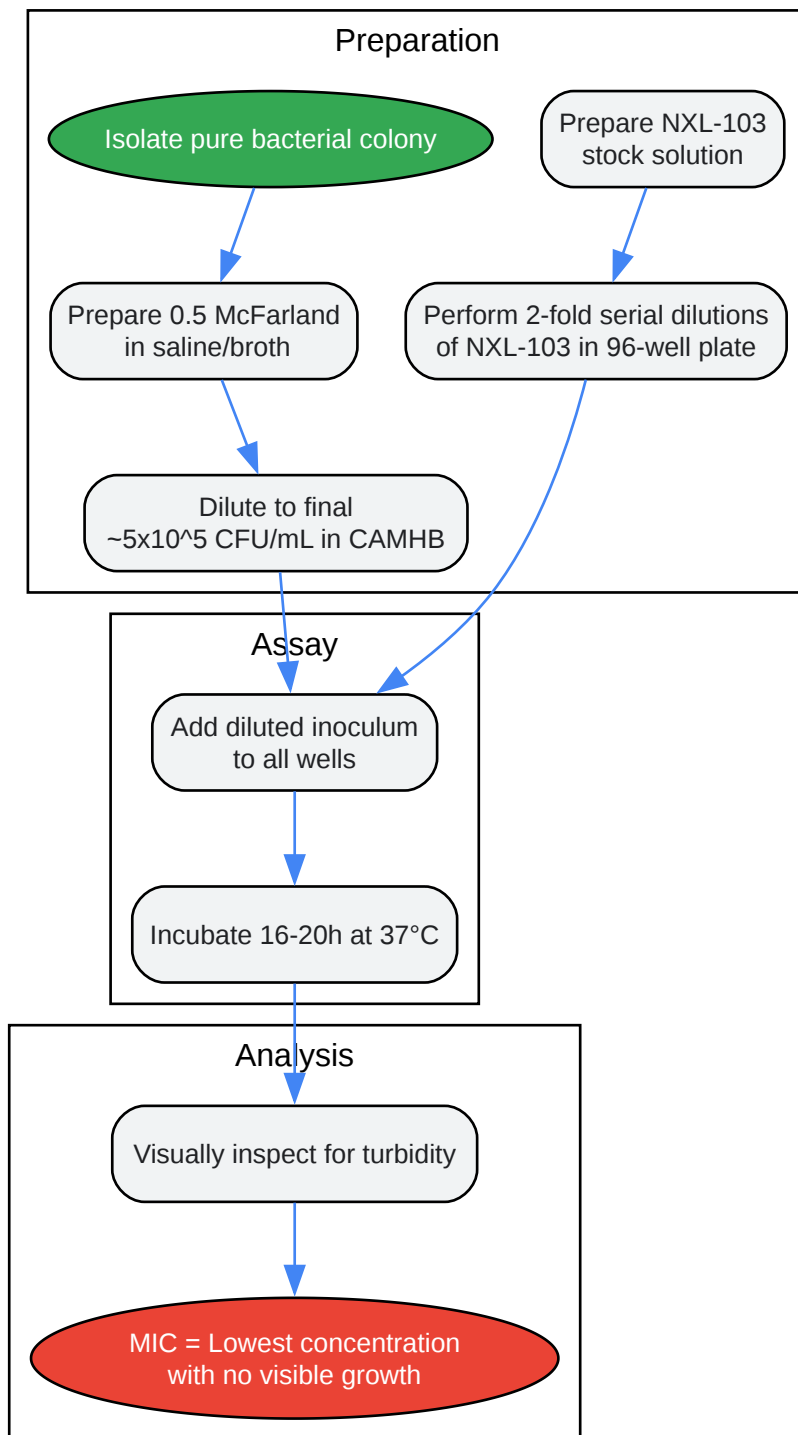 Preparation
Isolate pure bacterial colony
Prepare NXL-103
stock solution
Prepare 0.5 McFarland
in saline/broth
Perform 2-fold serial dilutions
of NXL-103 in 96-well plate
Dilute to final
~5x10^5 CFU/mL in CAMHB
Assay
Add diluted inoculum
to all wells
Incubate 16-20h at 37°C
Analysis
Visually inspect for turbidity
MIC = Lowest concentration
with no visible growth